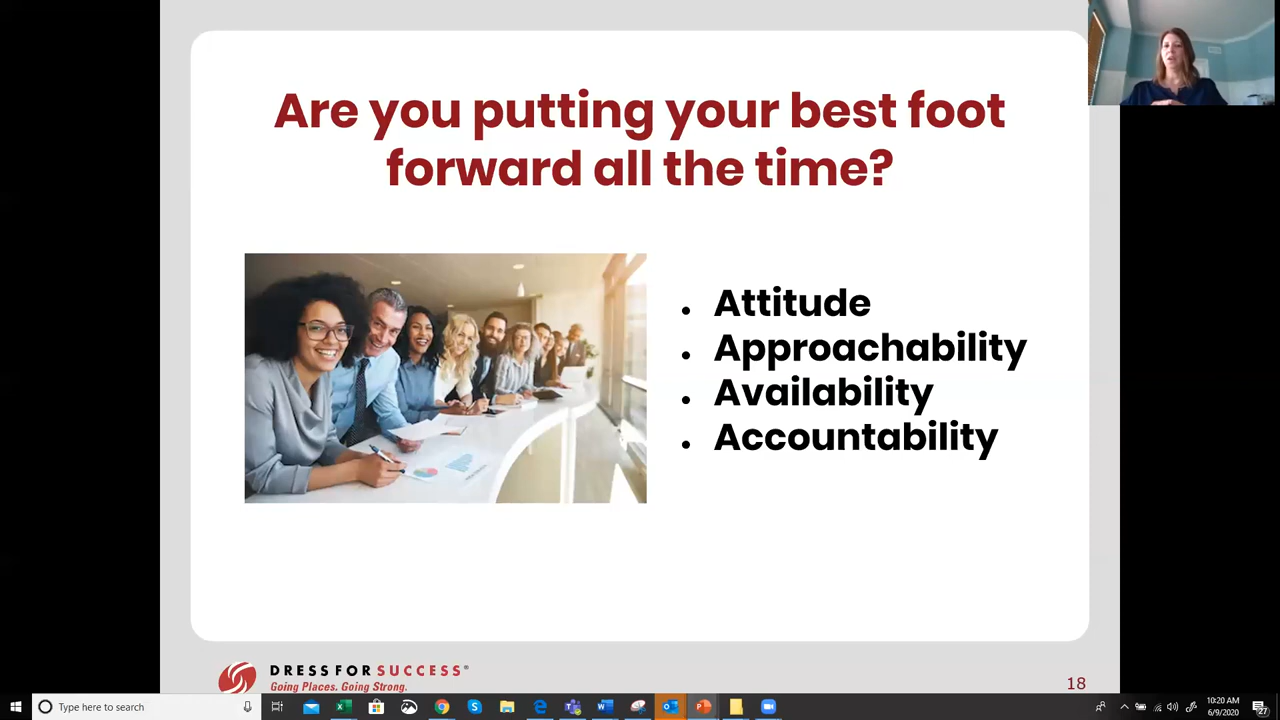 Are you putting your best foot
forward all the time?
• Attitude
• Approachability
• Availability
• Accountability
DRESS FOR SUCCESS®
Going Places. Going Strong.
18
Type here to search
10:20 AM
6/9/2020
27